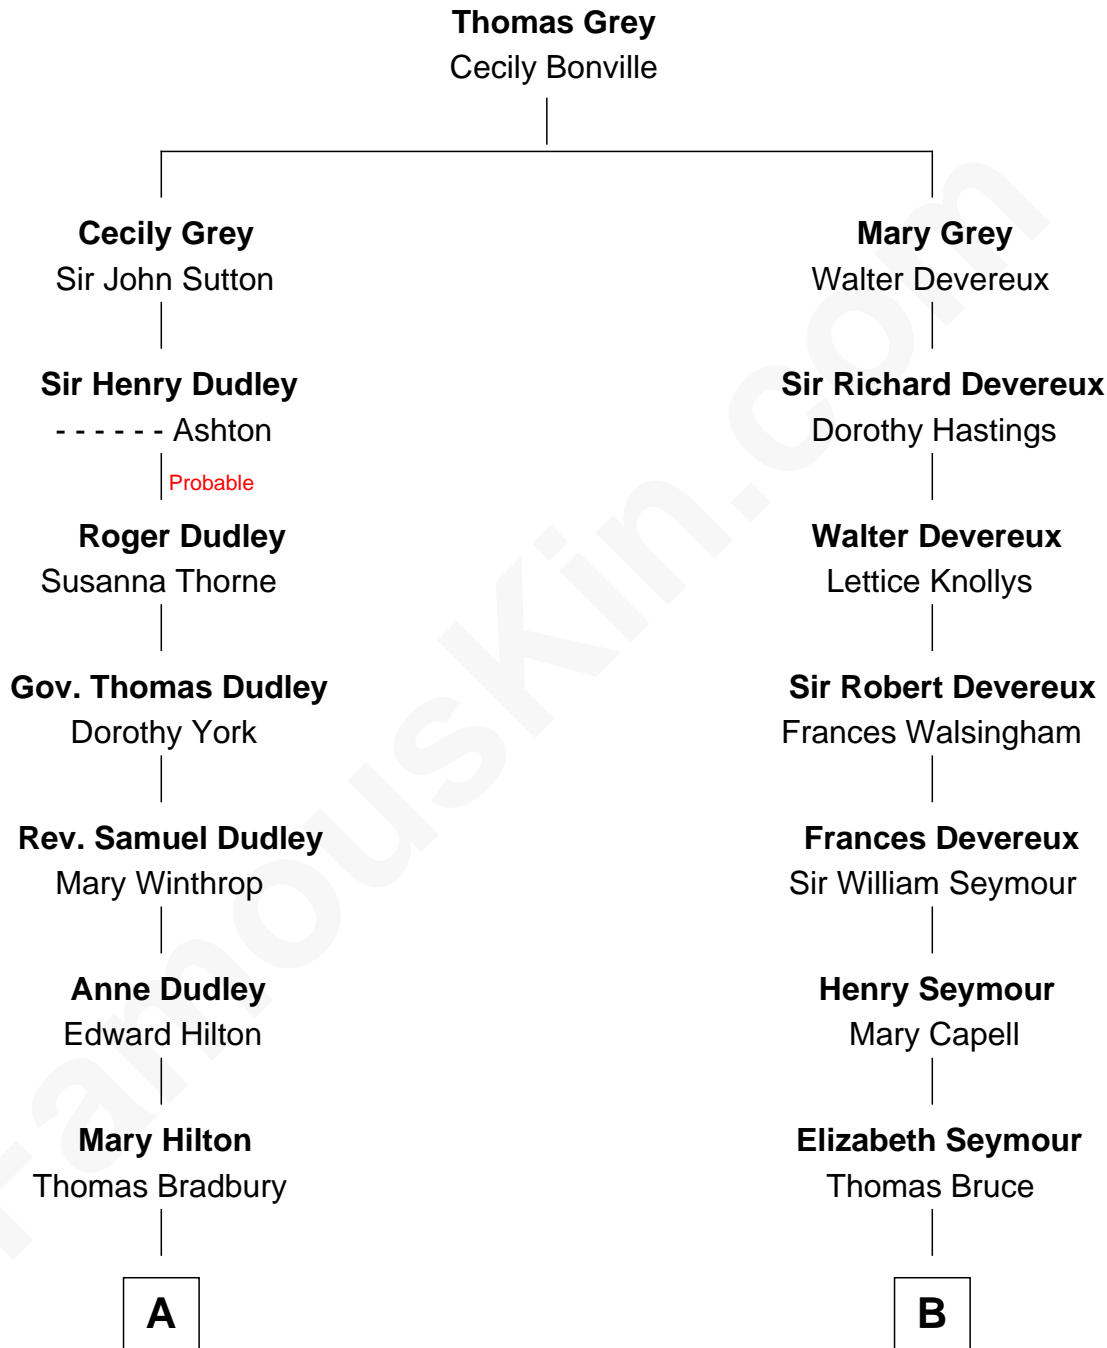 Thomas Grey
Cecily Bonville
Cecily Grey
Sir John Sutton
Sir Henry Dudley
- - - - - - Ashton
Probable
Roger Dudley
Susanna Thorne
Gov. Thomas Dudley
Dorothy York
Rev. Samuel Dudley
Mary Winthrop
Anne Dudley
Edward Hilton
Mary Hilton
Thomas Bradbury
A
Mary Grey
Walter Devereux
Sir Richard Devereux
Dorothy Hastings
Walter Devereux
Lettice Knollys
Sir Robert Devereux
Frances Walsingham
Frances Devereux
Sir William Seymour
Henry Seymour
Mary Capell
Elizabeth Seymour
Thomas Bruce
B
FamousKin.com